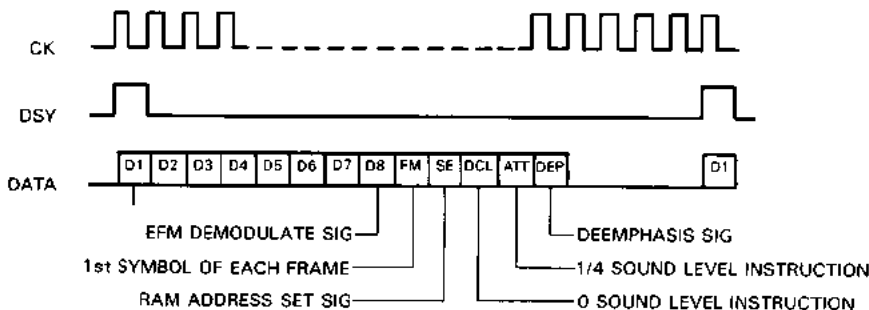 CK
DSY
DATA
D1 D2 D3 D4 D5 D6 D7 D8 FM SE DCL ATT DEP D1
EFM DEMODULATE SIG
DEEMPHASIS SIG
1st SYMBOL OF EACH FRAME
1/4 SOUND LEVEL INSTRUCTION
RAM ADDRESS SET SIG
0 SOUND LEVEL INSTRUCTION